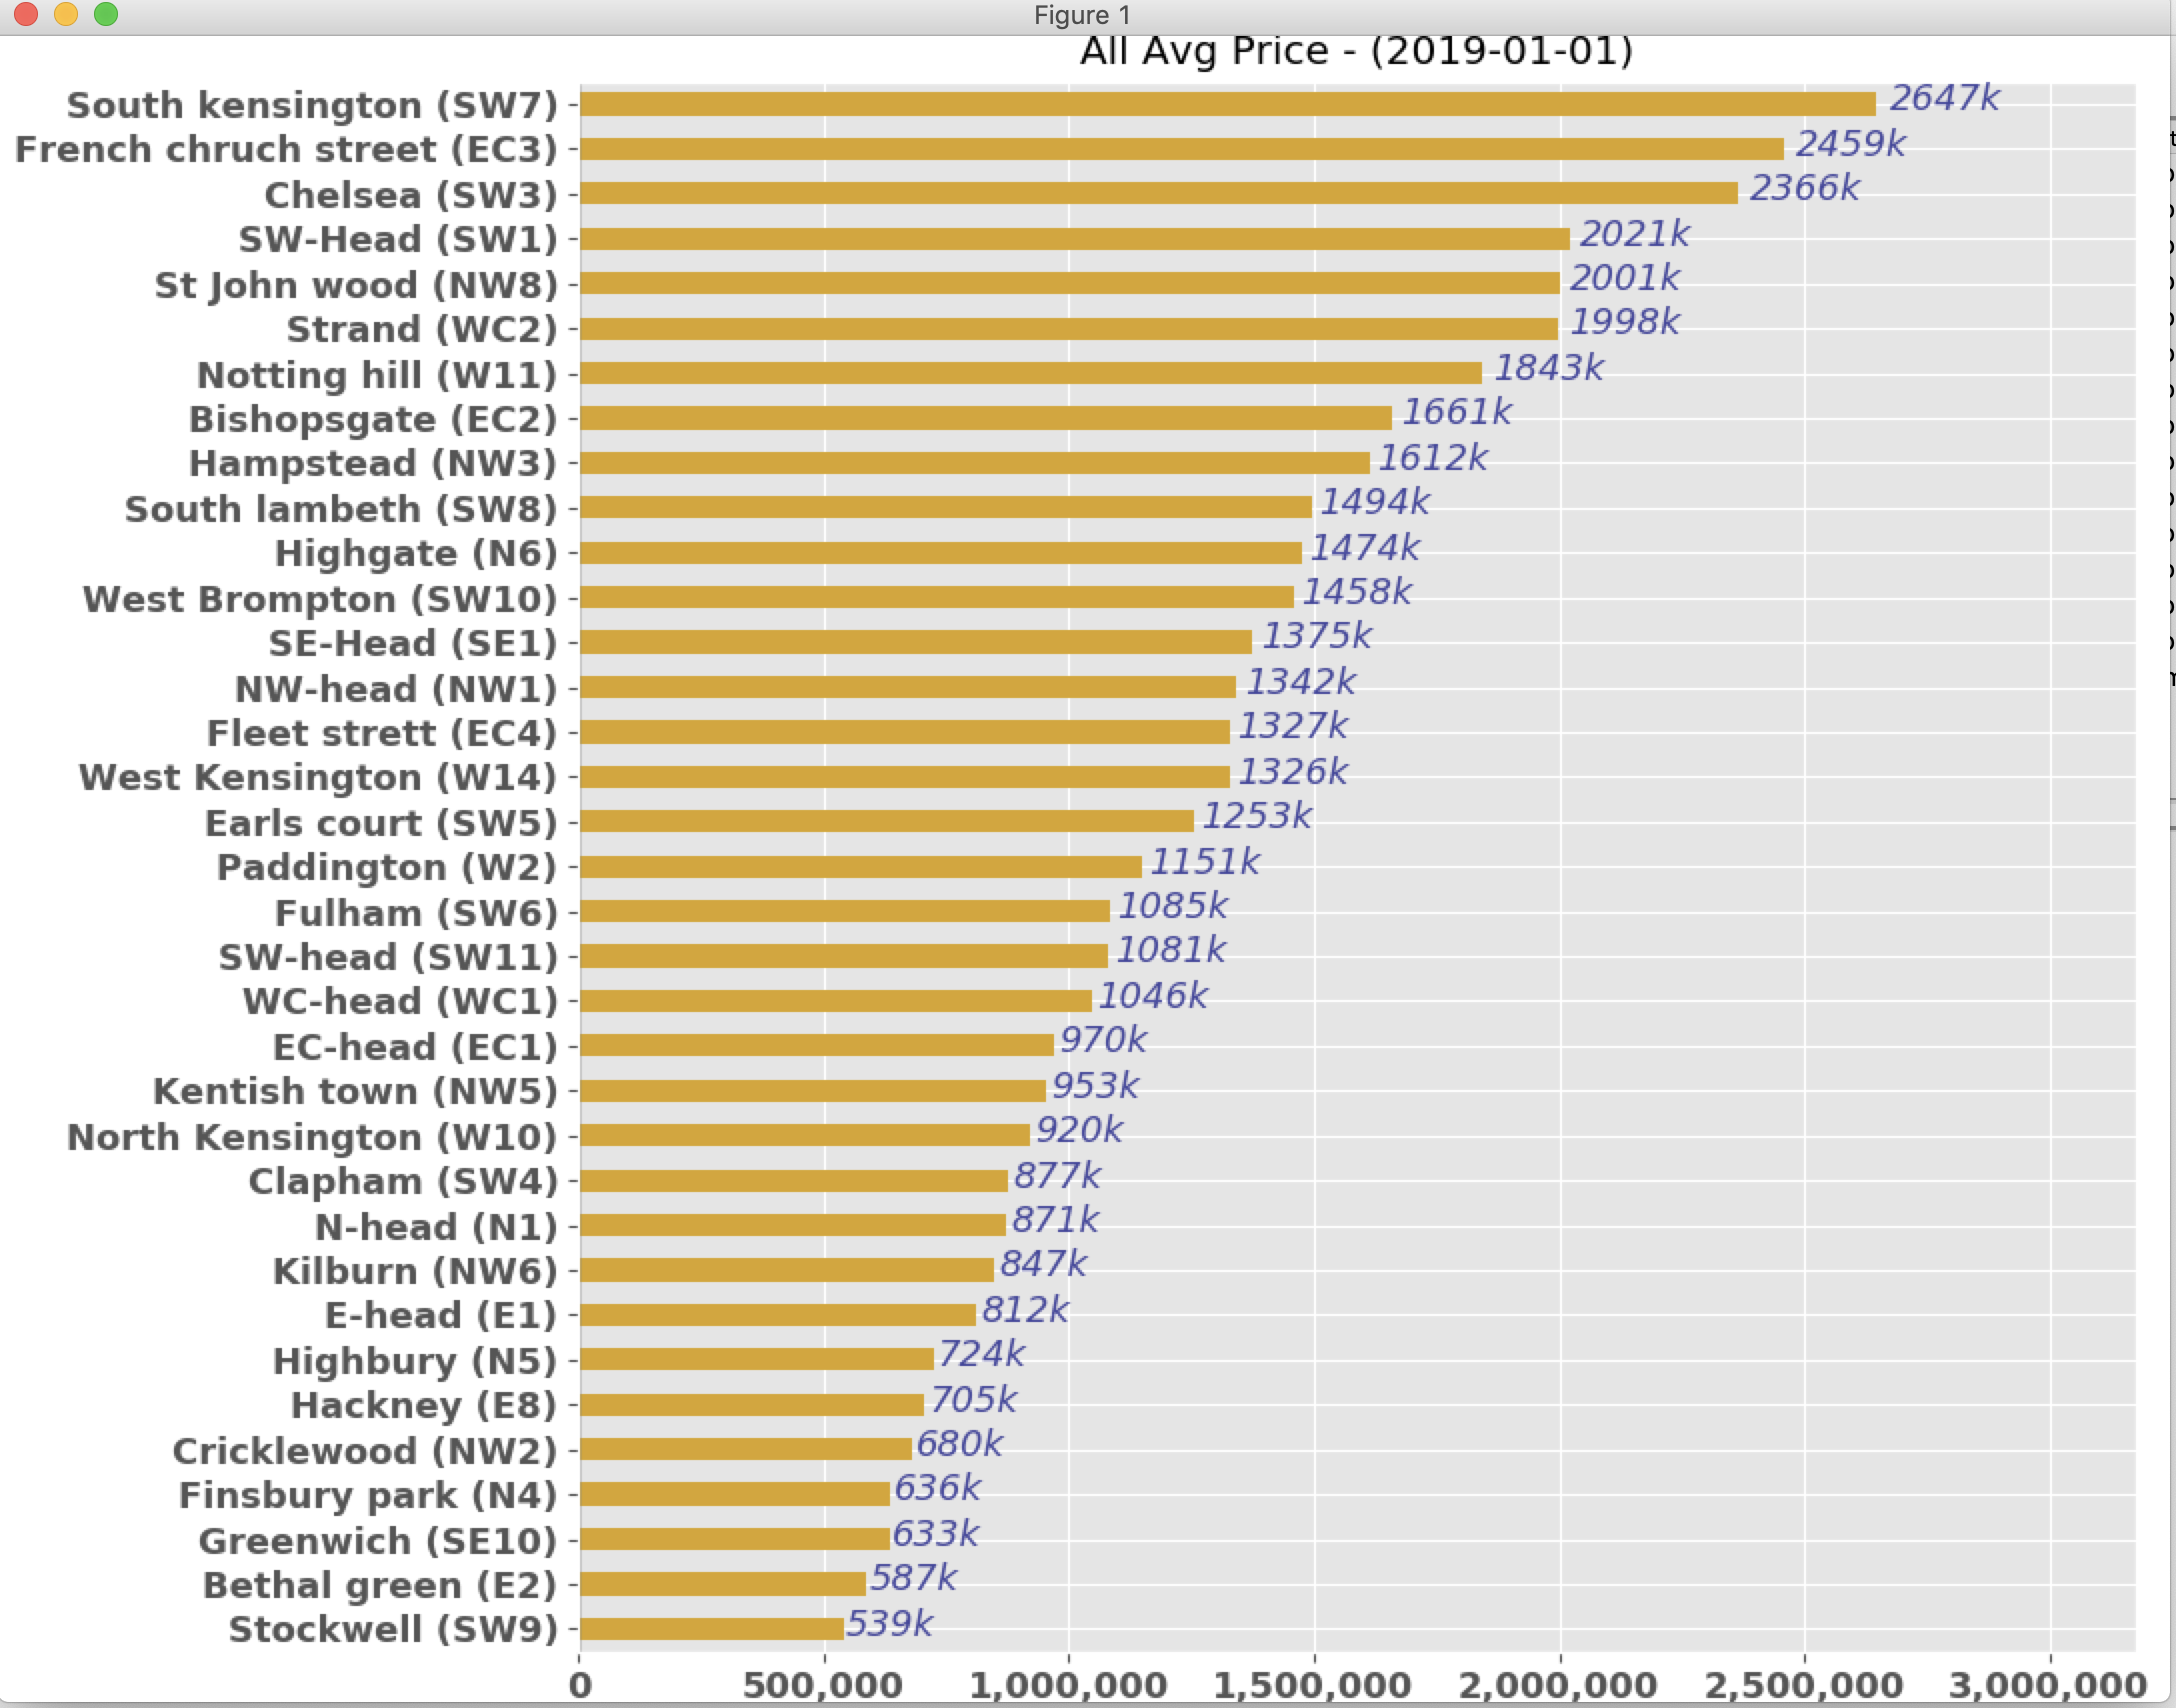 Figure 1
All Avg Price - (2019-01-01)
South kensington (SW7) 2647k
French chruch street (EC3) 2459k
Chelsea (SW3) 2366k
SW-Head (SW1) 2021k
St John wood (NW8) 2001k
Strand (WC2) 1998k
Notting hill (W11) 1843k
Bishopsgate (EC2) 1661k
Hampstead (NW3) 1612k
South lambeth (SW8) 1494k
Highgate (N6) 1474k
West Brompton (SW10) 1458k
SE-Head (SE1) 1375k
NW-head (NW1) 1342k
Fleet strett (EC4) 1327k
West Kensington (W14) 1326k
Earls court (SW5) 1253k
Paddington (W2) 1151k
Fulham (SW6) 1085k
SW-head (SW11) 1081k
WC-head (WC1) 1046k
EC-head (EC1) 970k
Kentish town (NW5) 953k
North Kensington (W10) 920k
Clapham (SW4) 877k
N-head (N1) 871k
Kilburn (NW6) 847k
E-head (E1) 812k
Highbury (N5) 724k
Hackney (E8) 705k
Cricklewood (NW2) 680k
Finsbury park (N4) 636k
Greenwich (SE10) 633k
Bethal green (E2) 587k
Stockwell (SW9) 539k
0 500,000 1,000,000 1,500,000 2,000,000 2,500,000 3,000,000